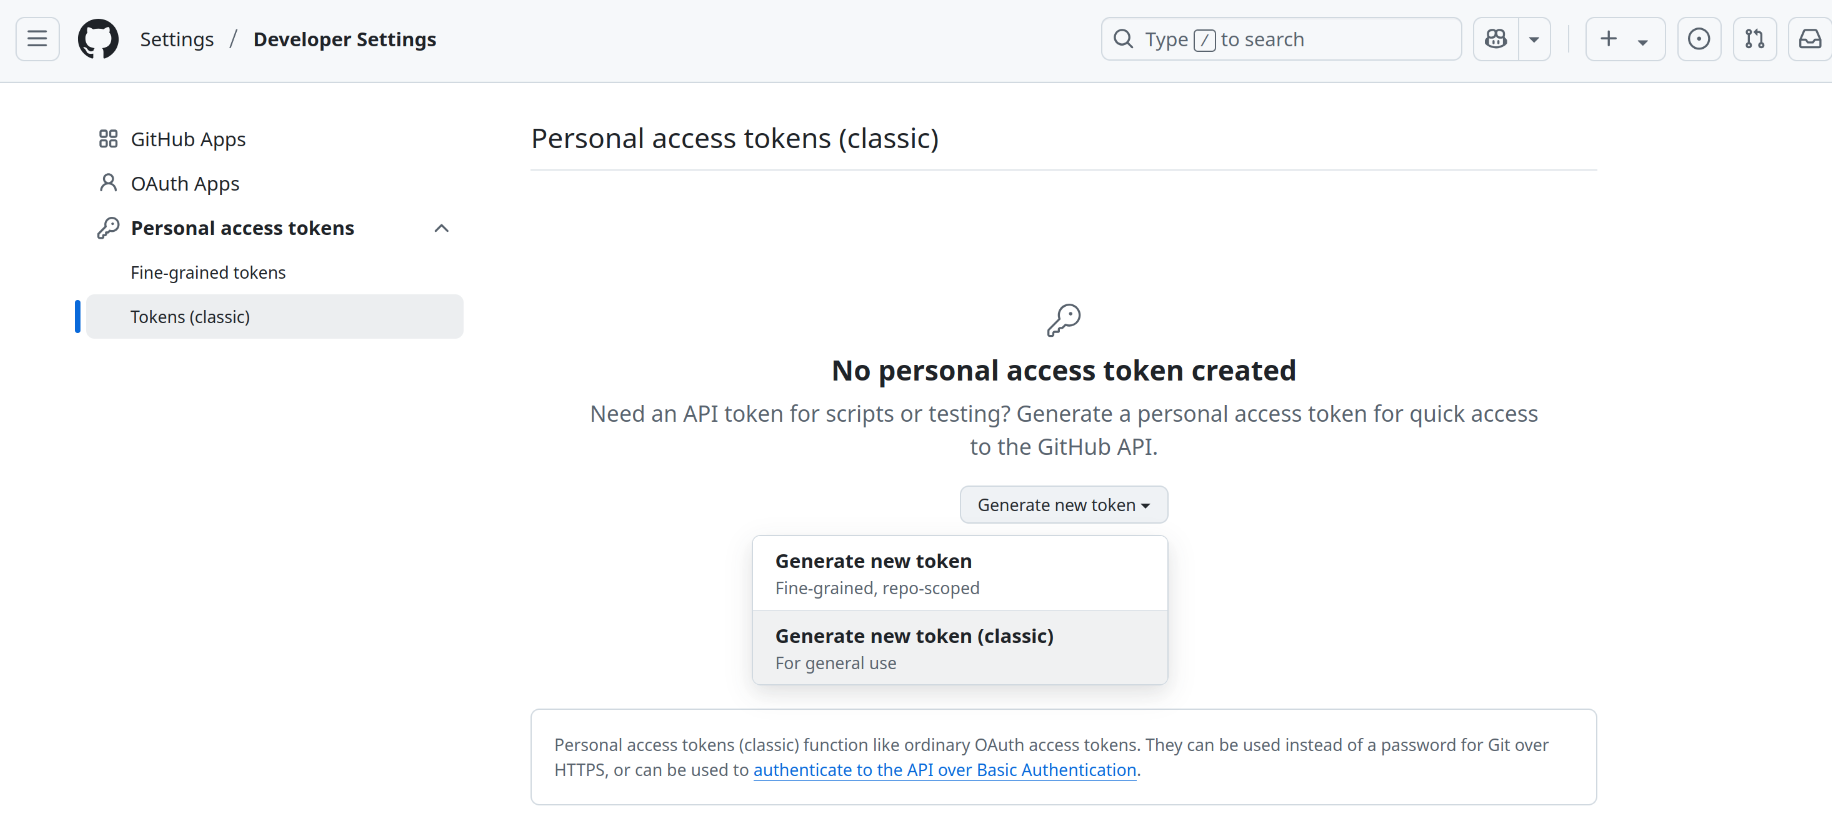 Settings / Developer Settings
Type / to search
GitHub Apps
OAuth Apps
Personal access tokens
Fine-grained tokens
Tokens (classic)
Personal access tokens (classic)
No personal access token created
Need an API token for scripts or testing? Generate a personal access token for quick access
to the GitHub API.
Generate new token
Generate new token
Fine-grained, repo-scoped
Generate new token (classic)
For general use
Personal access tokens (classic) function like ordinary OAuth access tokens. They can be used instead of a password for Git over
HTTPS, or can be used to authenticate to the API over Basic Authentication.